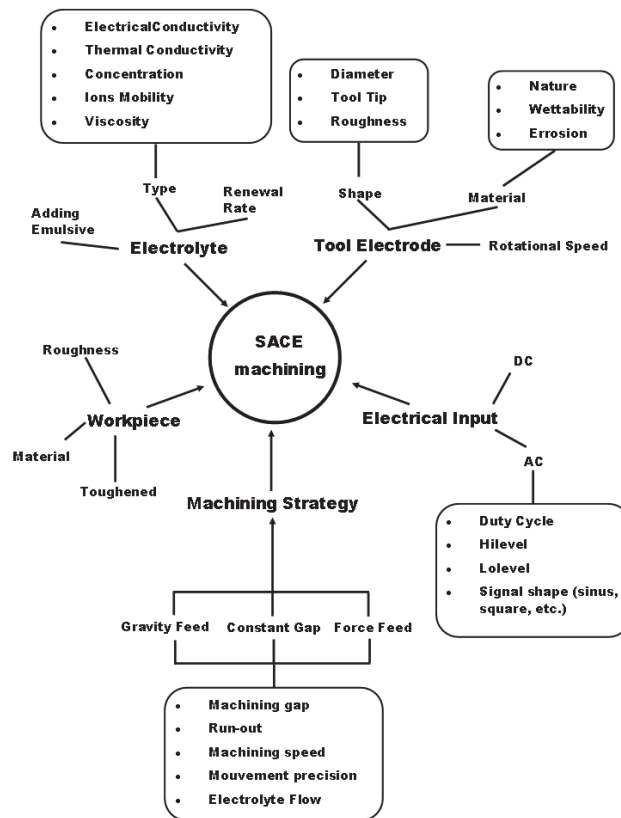 • ElectricalConductivity
• Thermal Conductivity
• Concentration
• Ions Mobility
• Viscosity
• Diameter
• Tool Tip
• Roughness
• Nature
• Wettability
• Errosion
Type
Renewal
Rate
Adding
Emulsive
Electrolyte
Shape
Material
Tool Electrode
Rotational Speed
SACE
machining
Roughness
Workpiece
Material
Toughened
DC
Electrical Input
AC
• Duty Cycle
• Hilevel
• Lolevel
• Signal shape (sinus,
square, etc.)
Machining Strategy
Gravity Feed
Constant Gap
Force Feed
• Machining gap
• Run-out
• Machining speed
• Mouvement precision
• Electrolyte Flow